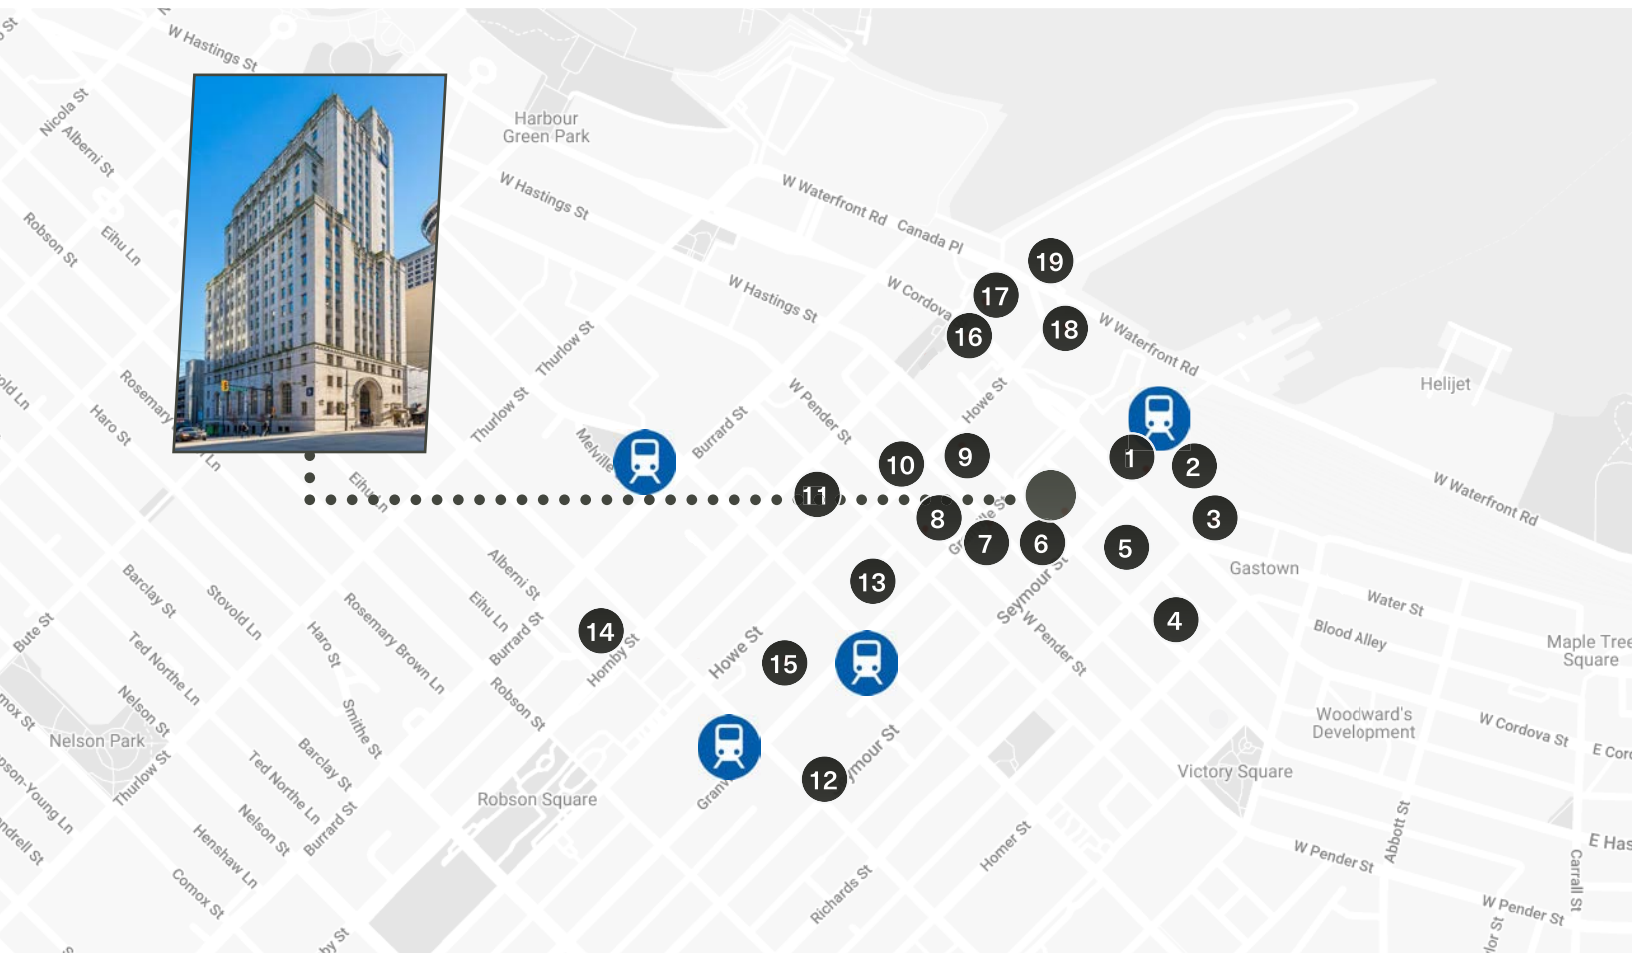 W Hastings St
Nicola St
Alberni St
Robson St
Eihu Ln
Harbour
Green Park
W Hastings St
W Waterfront Rd
Canada Pl
W Hastings St
W Cordova
19
17
18
16
W Waterfront Rd
Helijet
Thurlow St
Thurlow St
Rosemary
Haro St
Melville
Burrard St
W Pender St
Howe St
Eihu Ln
1
2
3
4
5
6
7
8
9
10
11
13
W Waterfront Rd
Gastown
Seymour St
W Pender St
Water St
Blood Alley
Maple Tree
Square
Alberni St
Eihu Ln
Burrard St
14
Hornby St
Howe St
15
Barclay St
Stovold Ln
Bute St
Ted Northe Ln
Haro St
Rosemary Brown Ln
Robson St
Nelson St
Smithe St
Nelson Park
Thurlow St
Barclay St
Ted Northe Ln
Nelson St
Burrard St
Henshaw Ln
Comox St
Robson Square
12
Homer St
Richards St
Woodward's
Development
Victory Square
W Cordova St
Abbott St
W Pender St
Carrall St
W Pender St